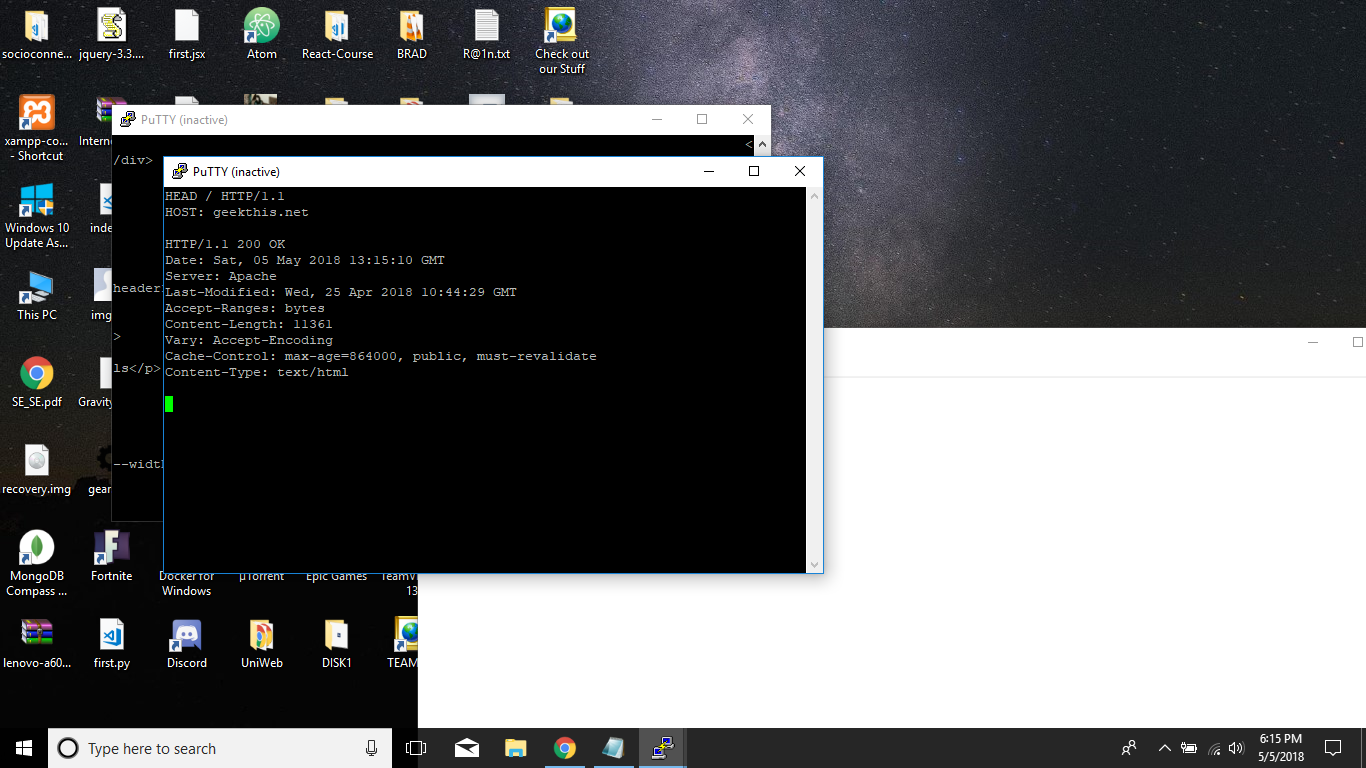 socioconne...
jquery-3.3....
first.jsx
Atom
React-Course
BRAD
R@1n.txt
Check out
our Stuff
xampp-co...
- Shortcut
Intern
Windows 10
Update As...
inde
This PC
img
SE_SE.pdf
Gravity
recovery.img
gear
MongoDB
Compass ...
Fortnite
Docker for
Windows
µTorrent
Epic Games
TeamV
13
lenovo-a60...
first.py
Discord
UniWeb
DISK1
TEAM
PuTTY (inactive)
<
/div>
header
>
ls</p>
--widt
PuTTY (inactive)
HEAD / HTTP/1.1
HOST: geekthis.net
HTTP/1.1 200 OK
Date: Sat, 05 May 2018 13:15:10 GMT
Server: Apache
Last-Modified: Wed, 25 Apr 2018 10:44:29 GMT
Accept-Ranges: bytes
Content-Length: 11361
Vary: Accept-Encoding
Cache-Control: max-age=864000, public, must-revalidate
Content-Type: text/html
Type here to search
6:15 PM
5/5/2018